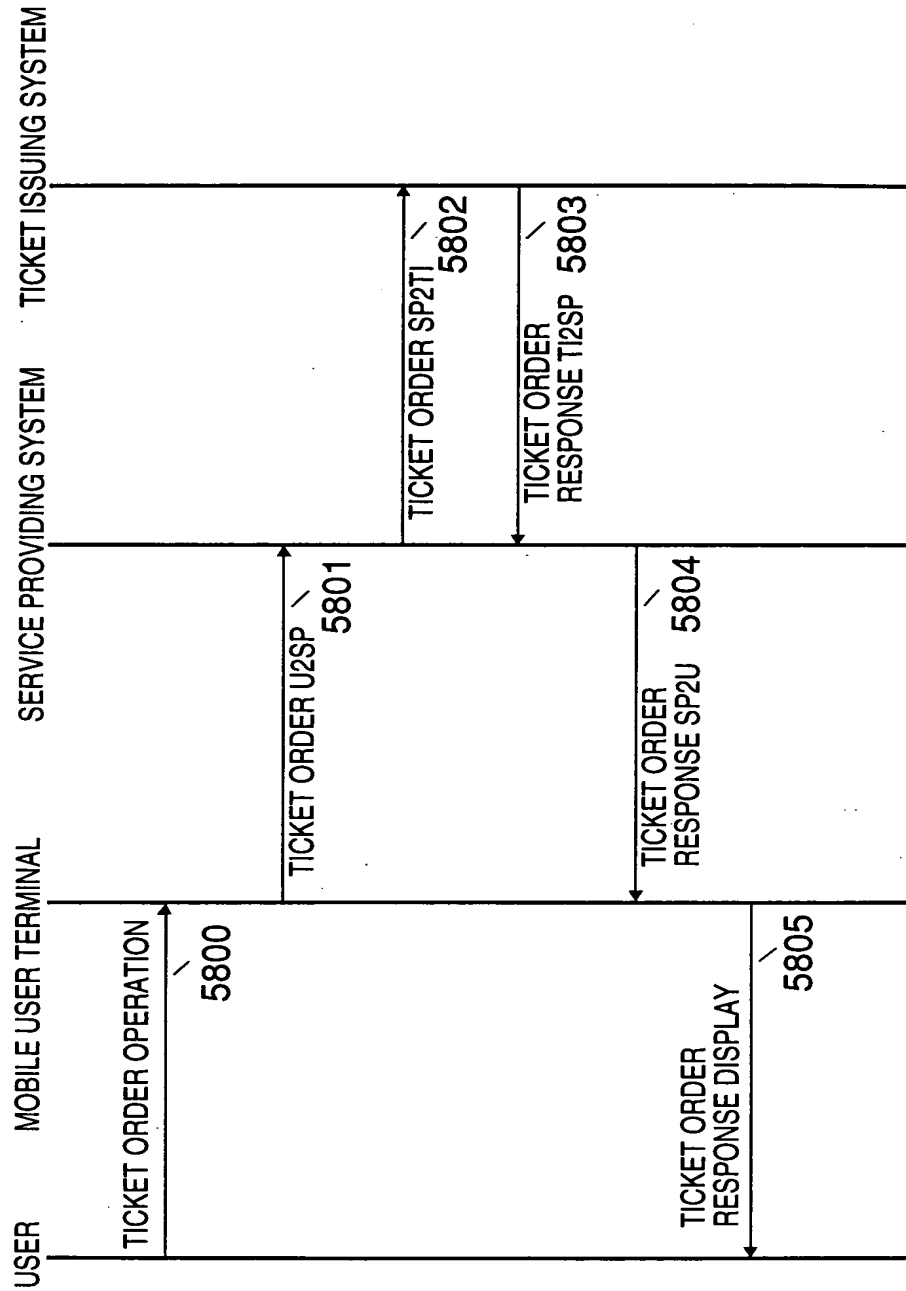 USER
MOBILE USER TERMINAL
SERVICE PROVIDING SYSTEM
TICKET ISSUING SYSTEM
TICKET ORDER OPERATION
5800
TICKET ORDER U2SP
5801
TICKET ORDER SP2TI
5802
TICKET ORDER
RESPONSE TI2SP
5803
TICKET ORDER
RESPONSE SP2U
5804
TICKET ORDER
RESPONSE DISPLAY
5805